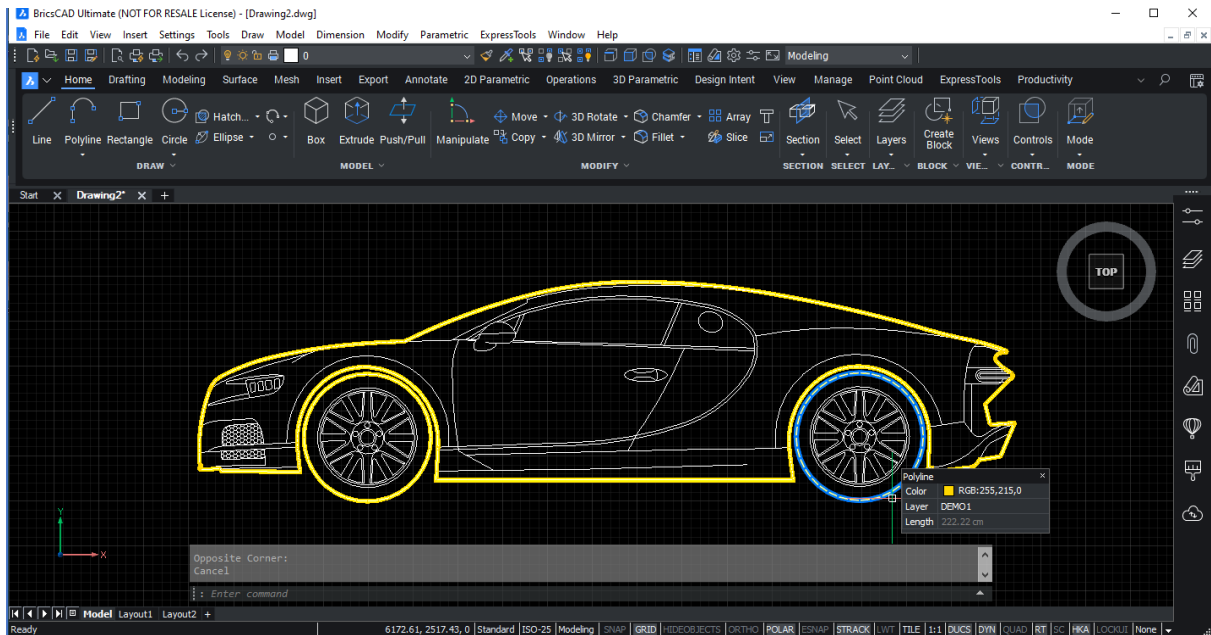 BricsCAD Ultimate (NOT FOR RESALE License) - [Drawing2.dwg]
File Edit View Insert Settings Tools Draw Model Dimension Modify Parametric ExpressTools Window Help
0 Modeling
Home Drafting Modeling Surface Mesh Insert Export Annotate 2D Parametric Operations 3D Parametric Design Intent View Manage Point Cloud ExpressTools Productivity
Hatch... Move 3D Rotate Chamfer Array
Line Polyline Rectangle Circle Ellipse Box Extrude Push/Pull Manipulate Copy 3D Mirror Fillet Slice Section Select Layers Create Block Views Controls Mode
DRAW MODEL MODIFY SECTION SELECT LAY... BLOCK VIE... CONTR... MODE
Start Drawing2* +
TOP
Polyline
Color RGB:255,215,0
Layer DEMO1
Length 222.22 cm
Y
X
Opposite Corner:
Cancel
: Enter command
Model Layout1 Layout2 +
Ready 6172.61, 2517.43, 0 Standard ISO-25 Modeling SNAP GRID HIDEOBJECTS ORTHO POLAR ESNAP STRACK LWT TILE 1:1 DUCS DYN QUAD RT SC HKA LOCKUI None